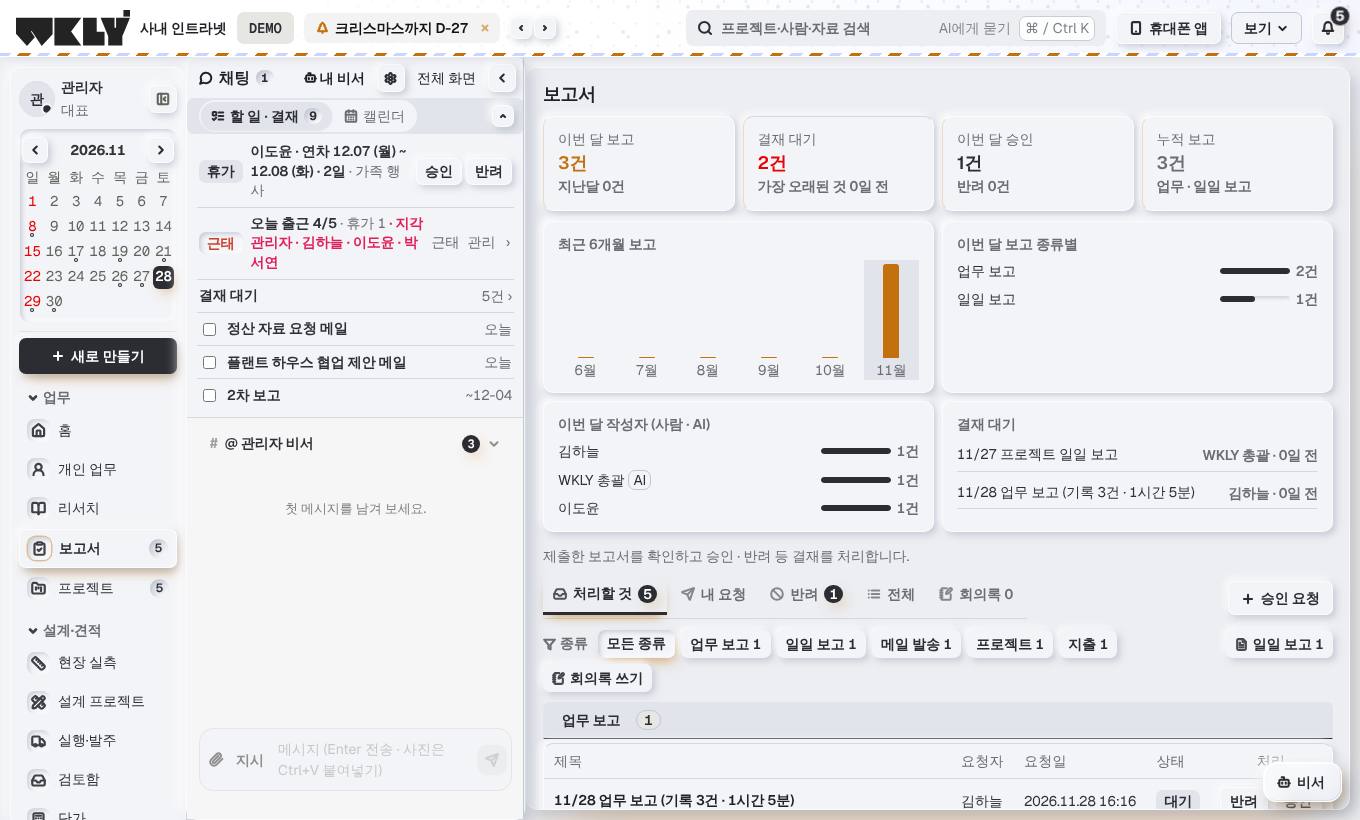 WKLY 사내 인트라넷 DEMO 크리스마스까지 D-27 × ‹ › 프로젝트·사람·자료 검색 AI에게 묻기 ⌘ / Ctrl K 휴대폰 앱 보기 5
관 관리자
대표
2026.11
일 월 화 수 목 금 토
1 2 3 4 5 6 7
8 9 10 11 12 13 14
15 16 17 18 19 20 21
22 23 24 25 26 27 28
29 30
+ 새로 만들기
업무
홈
개인 업무
리서치
보고서 5
프로젝트 5
설계·견적
현장 실측
설계 프로젝트
실행·발주
검토함
단가
채팅 1 내 비서 전체 화면
할 일 · 결재 9 캘린더
휴가 이도윤 · 연차 12.07 (월) ~
12.08 (화) · 2일 · 가족 행
사
승인 반려
근태 오늘 출근 4/5 · 휴가 1 · 지각
관리자 · 김하늘 · 이도윤 · 박
서연
근태 관리 ›
결재 대기 5건 ›
정산 자료 요청 메일 오늘
플랜트 하우스 협업 제안 메일 오늘
2차 보고 ~12-04
# @ 관리자 비서 3
첫 메시지를 남겨 보세요.
지시 메시지 (Enter 전송 · 사진은
Ctrl+V 붙여넣기)
보고서
이번 달 보고
3건
지난달 0건
결재 대기
2건
가장 오래된 것 0일 전
이번 달 승인
1건
반려 0건
누적 보고
3건
업무 · 일일 보고
최근 6개월 보고
6월 7월 8월 9월 10월 11월
이번 달 보고 종류별
업무 보고 2건
일일 보고 1건
이번 달 작성자 (사람 · AI)
김하늘 1건
WKLY 총괄 AI 1건
이도윤 1건
결재 대기
11/27 프로젝트 일일 보고 WKLY 총괄 · 0일 전
11/28 업무 보고 (기록 3건 · 1시간 5분) 김하늘 · 0일 전
제출한 보고서를 확인하고 승인 · 반려 등 결재를 처리합니다.
처리할 것 5 내 요청 반려 1 전체 회의록 0 + 승인 요청
종류 모든 종류 업무 보고 1 일일 보고 1 메일 발송 1 프로젝트 1 지출 1 일일 보고 1
회의록 쓰기
업무 보고 1
제목 요청자 요청일 상태 처리
11/28 업무 보고 (기록 3건 · 1시간 5분) 김하늘 2026.11.28 16:16 대기 반려 승인
비서